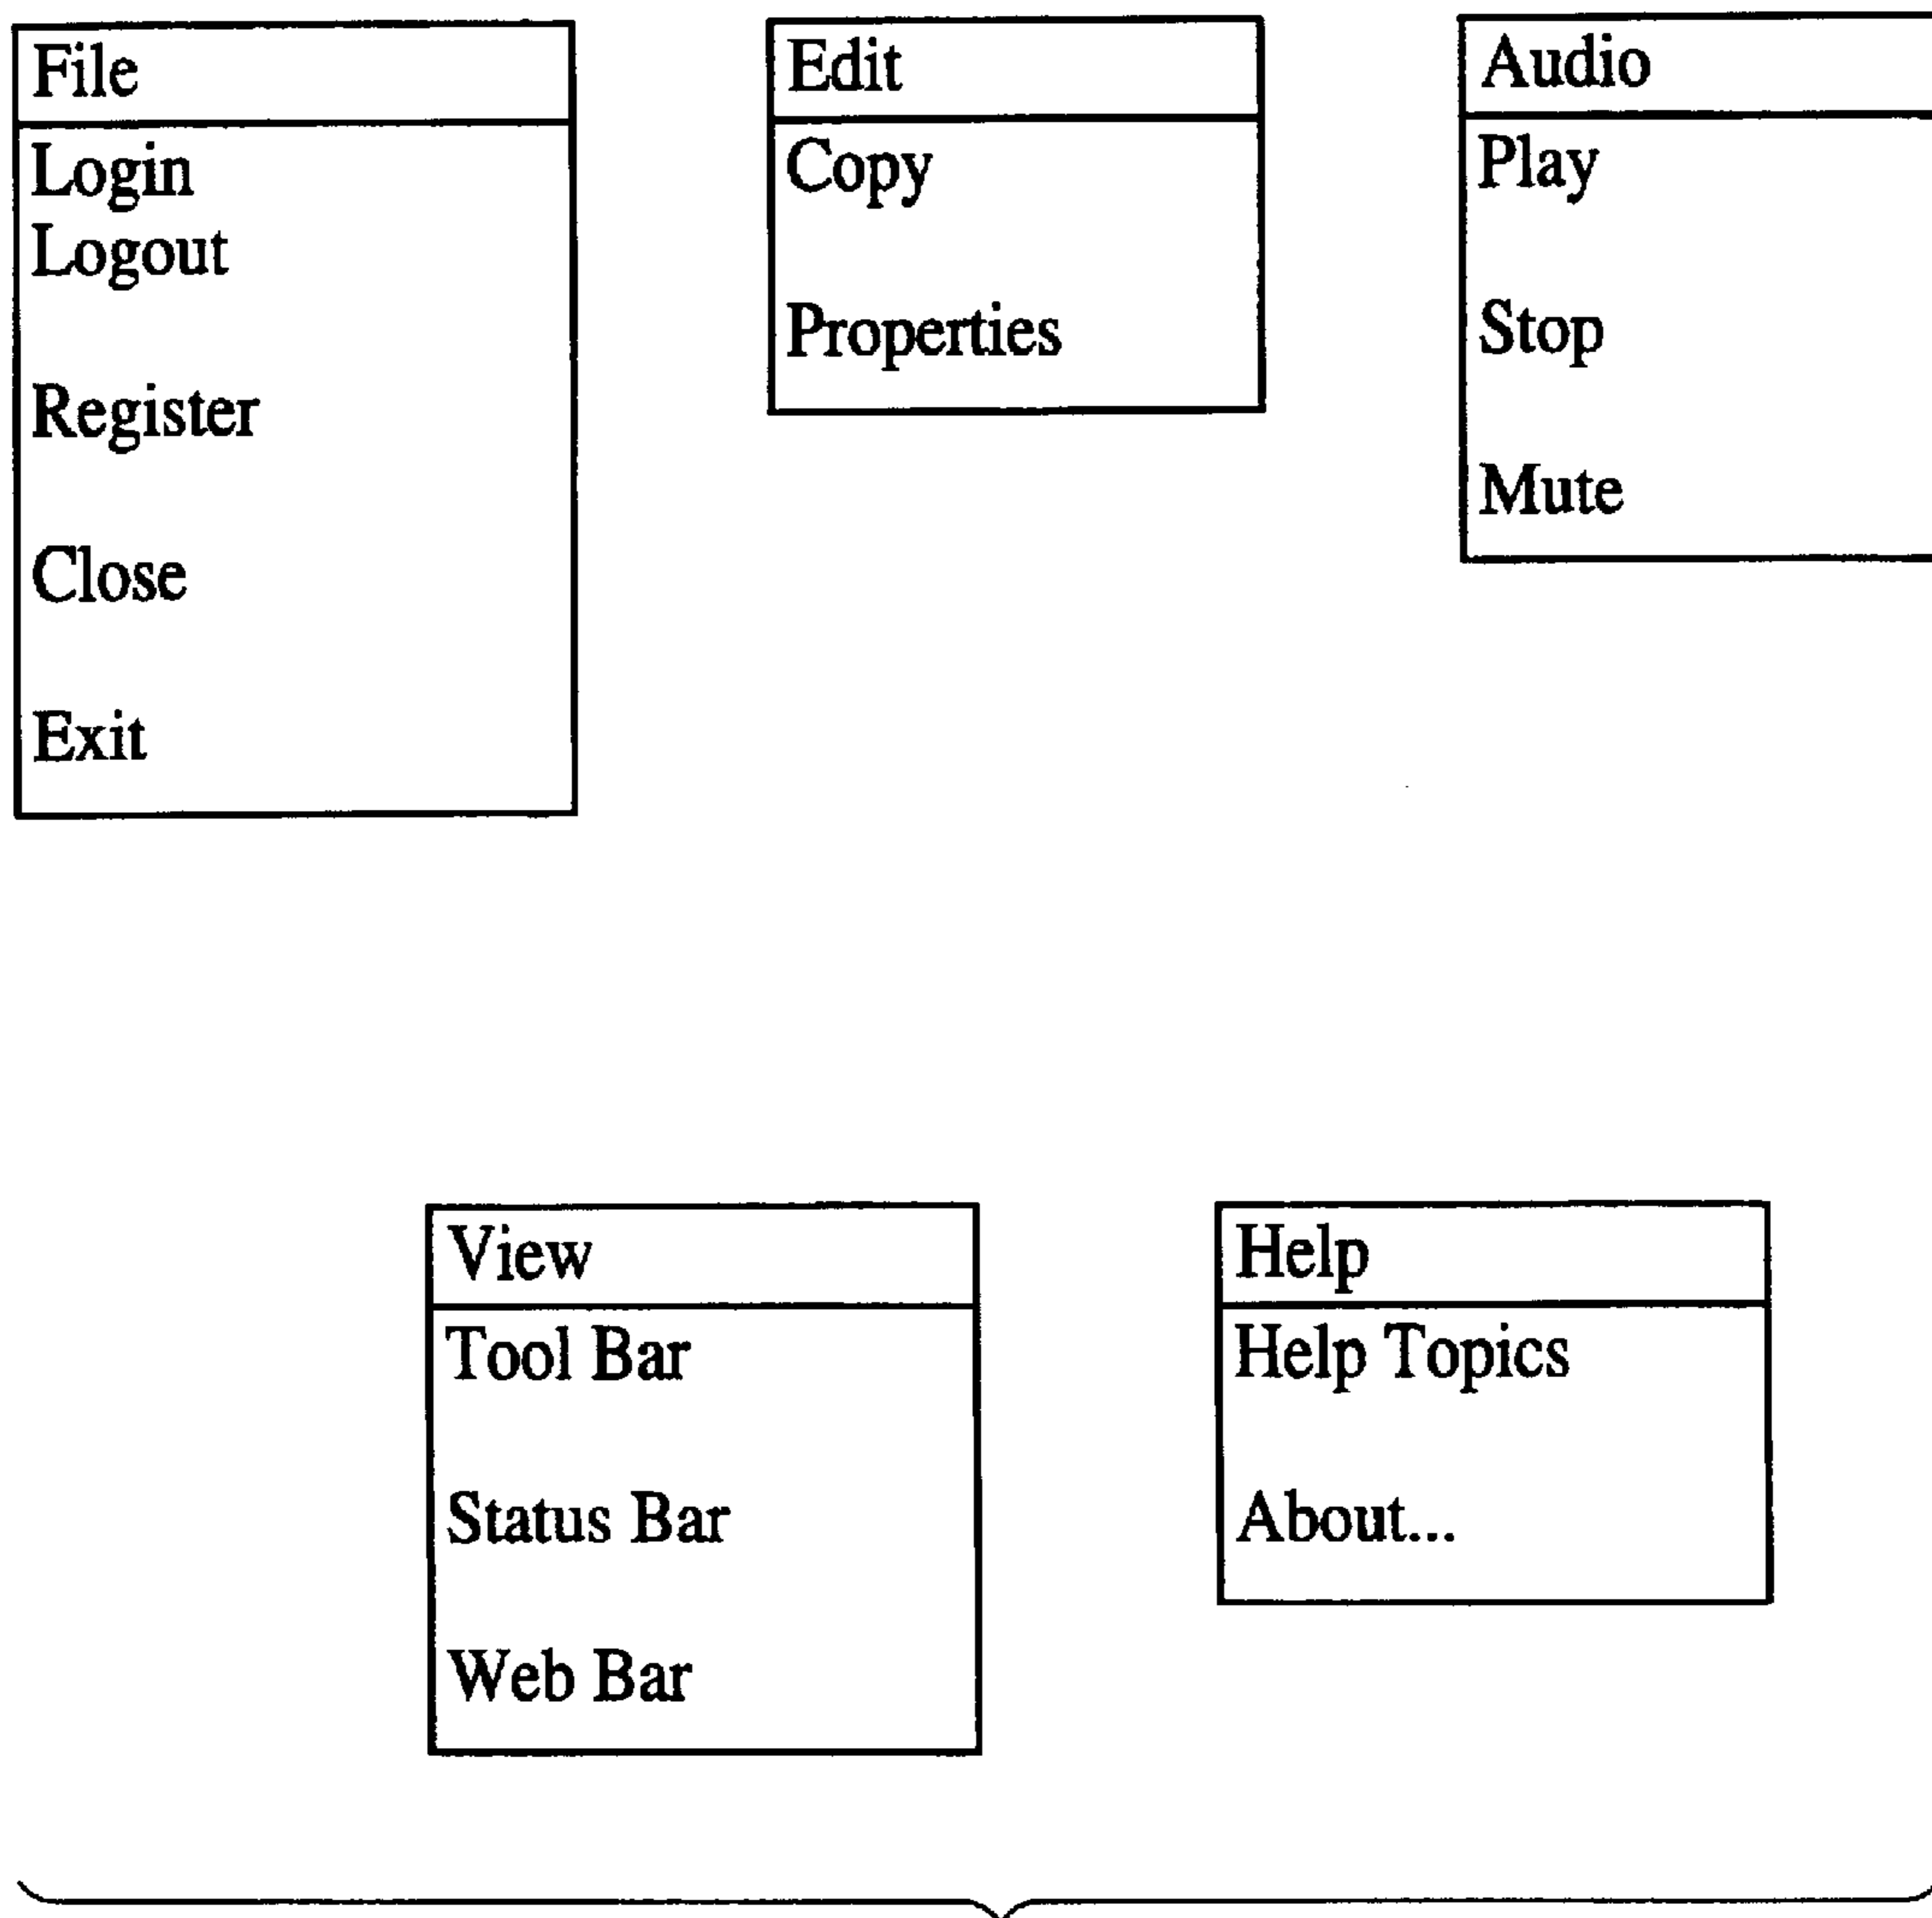 File
Login
Logout
Register
Close
Exit
Edit
Copy
Properties
Audio
Play
Stop
Mute
View
Tool Bar
Status Bar
Web Bar
Help
Help Topics
About...